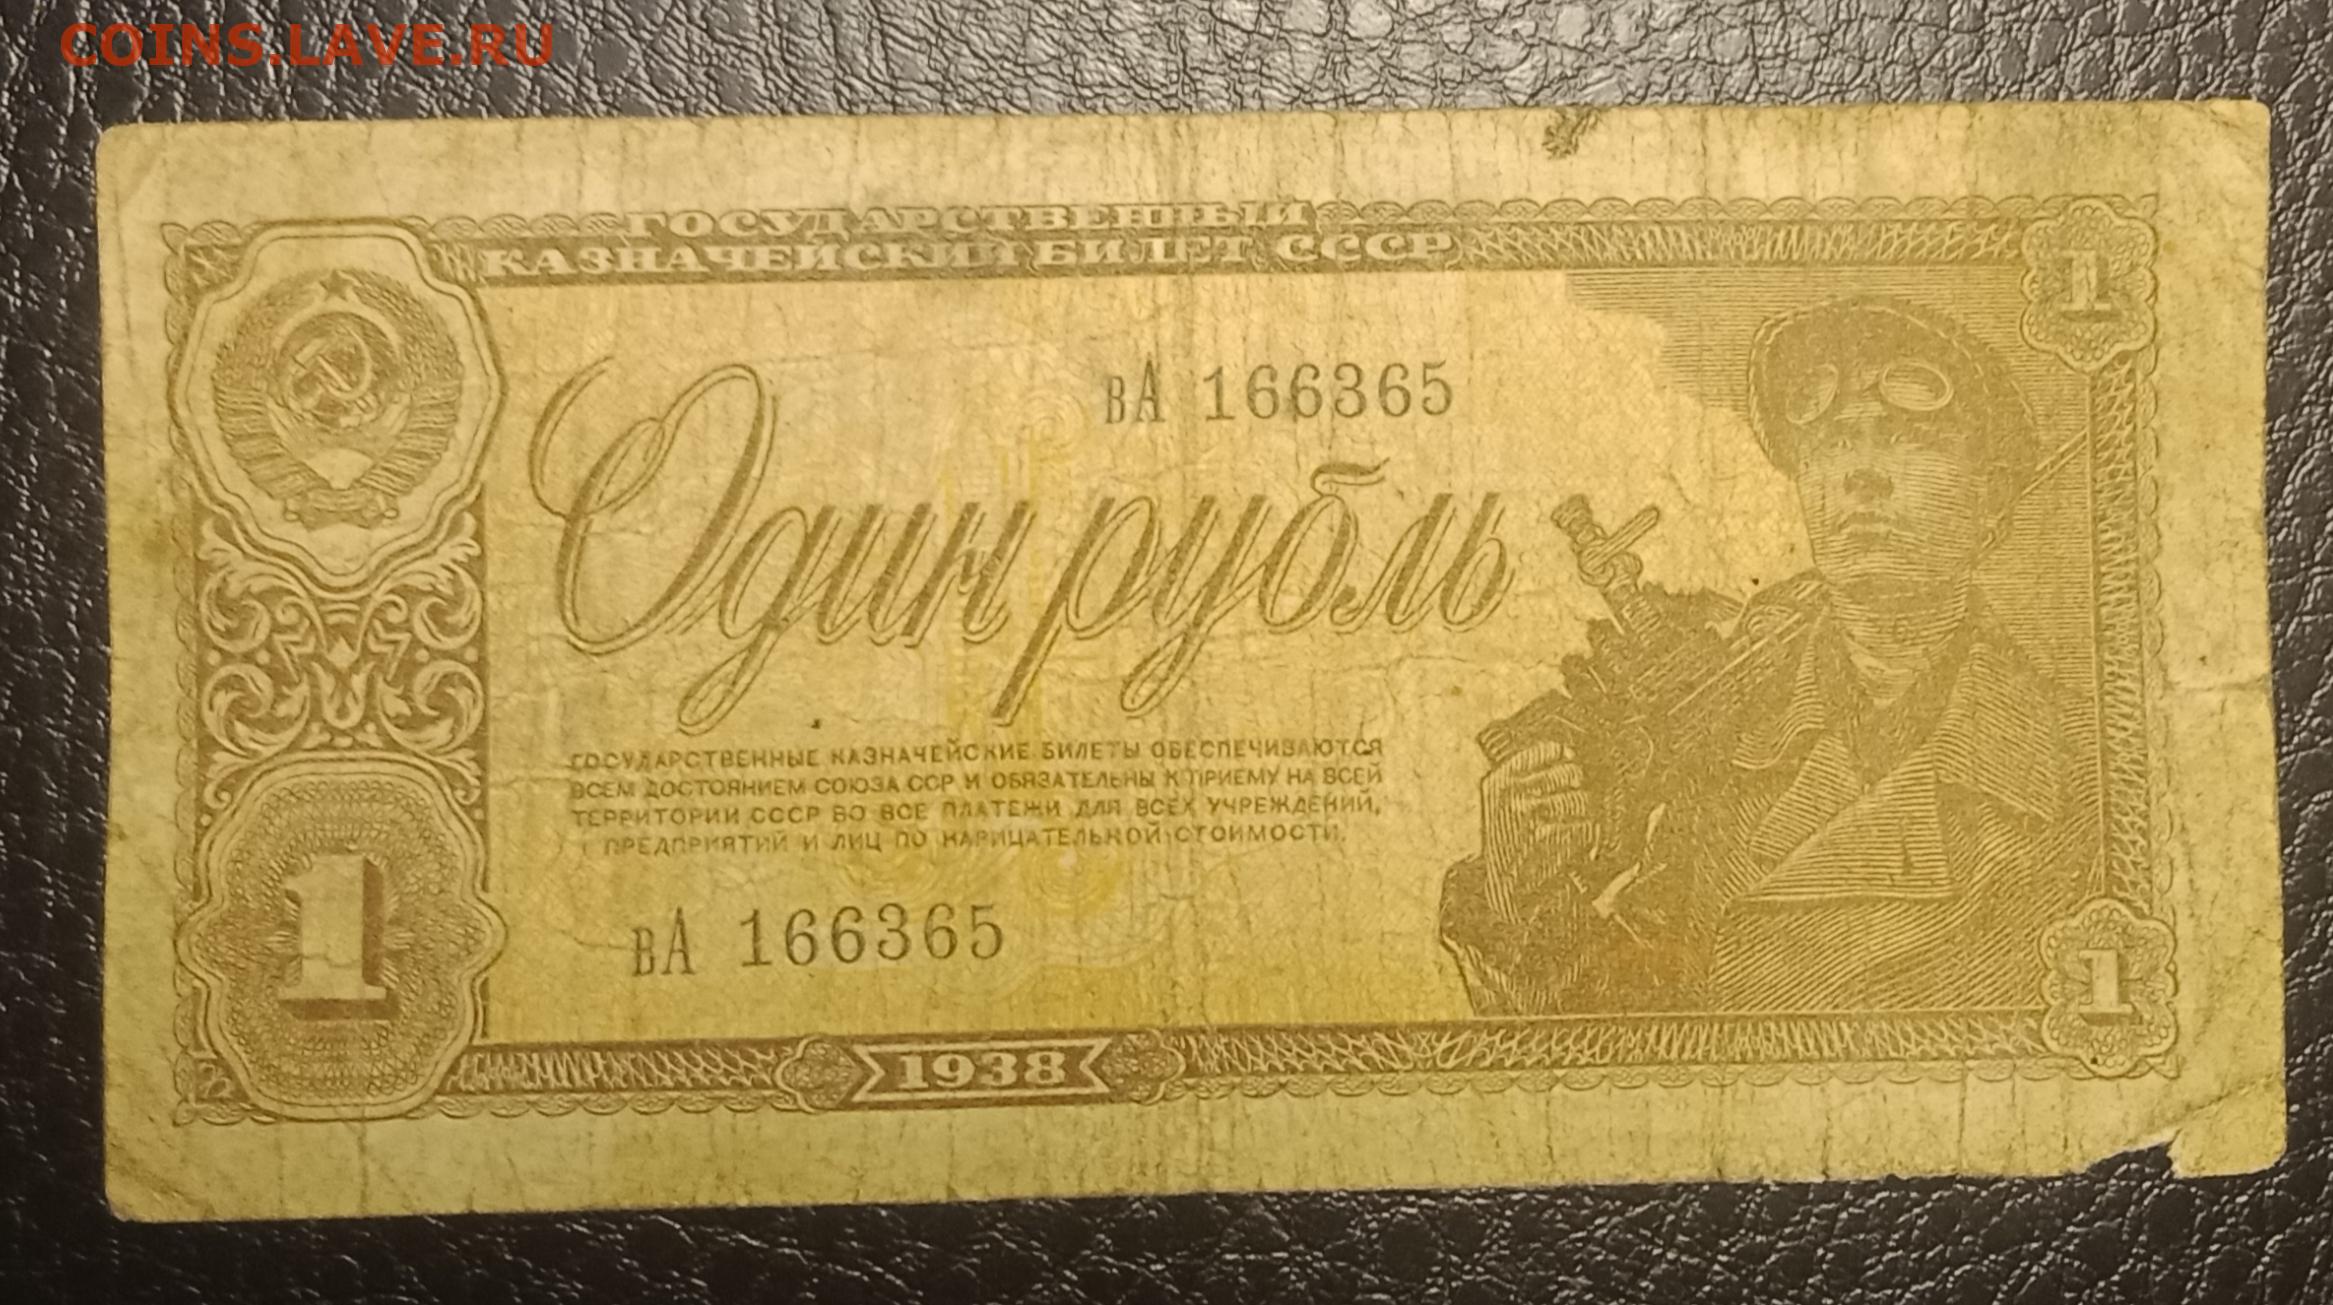 COINS.LAVE.RU
ГОСУДАРСТВЕННЫЙ
КАЗНАЧЕЙСКИЙ БИЛЕТ СССР
1
вА 166365
Один рубль
ГОСУДАРСТВЕННЫЕ КАЗНАЧЕЙСКИЕ БИЛЕТЫ ОБЕСПЕЧИВАЮТСЯ
ВСЕМ ДОСТОЯНИЕМ СОЮЗА ССР И ОБЯЗАТЕЛЬНЫ К ПРИЕМУ НА ВСЕЙ
ТЕРРИТОРИИ СССР ВО ВСЕ ПЛАТЕЖИ ДЛЯ ВСЕХ УЧРЕЖДЕНИЙ,
ПРЕДПРИЯТИЙ И ЛИЦ ПО НАРИЦАТЕЛЬНОЙ СТОИМОСТИ.
вА 166365
1
1
1938